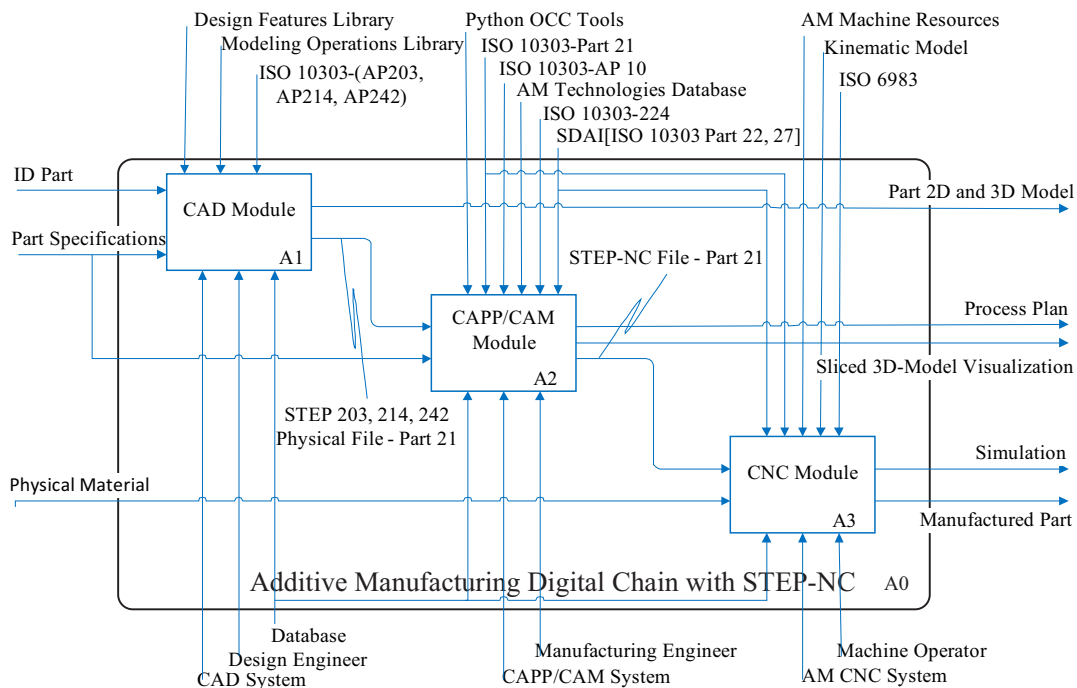 Design Features Library
Modeling Operations Library
ISO 10303-(AP203,
AP214, AP242)
Python OCC Tools
ISO 10303-Part 21
ISO 10303-AP 10
AM Technologies Database
ISO 10303-224
SDAI[ISO 10303 Part 22, 27]
AM Machine Resources
Kinematic Model
ISO 6983
ID Part
Part Specifications
CAD Module
A1
Part 2D and 3D Model
STEP-NC File - Part 21
CAPP/CAM
Module
A2
Process Plan
Sliced 3D-Model Visualization
STEP 203, 214, 242
Physical File - Part 21
Physical Material
CNC Module
A3
Simulation
Manufactured Part
Additive Manufacturing Digital Chain with STEP-NC
A0
Database
Design Engineer
CAD System
Manufacturing Engineer
CAPP/CAM System
Machine Operator
AM CNC System